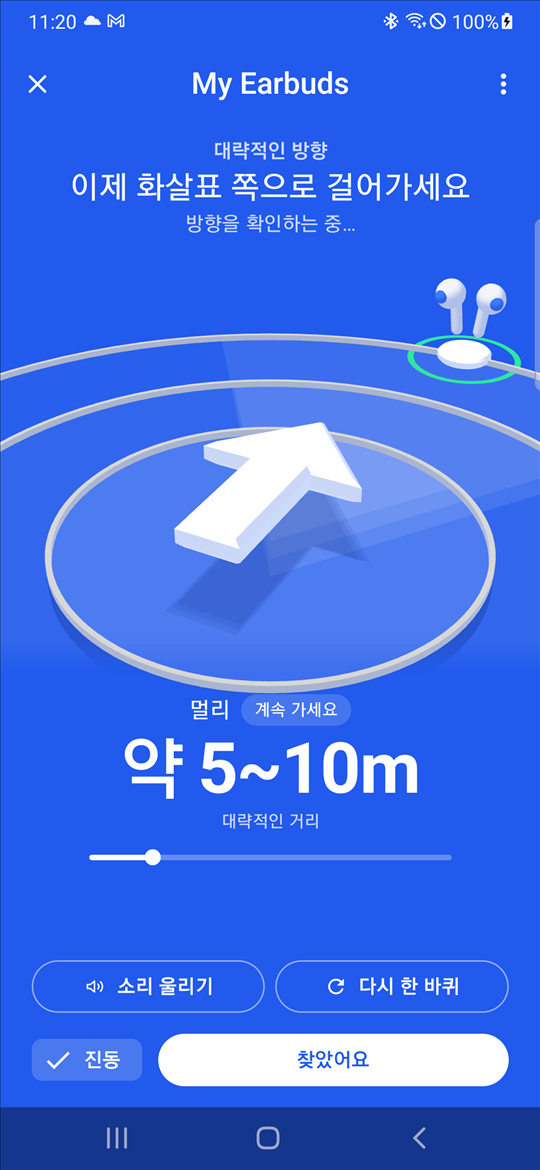 11:20
100%
My Earbuds
대략적인 방향
이제 화살표 쪽으로 걸어가세요
방향을 확인하는 중...
멀리
계속 가세요
약 5~10m
대략적인 거리
소리 울리기
다시 한 바퀴
진동
찾았어요